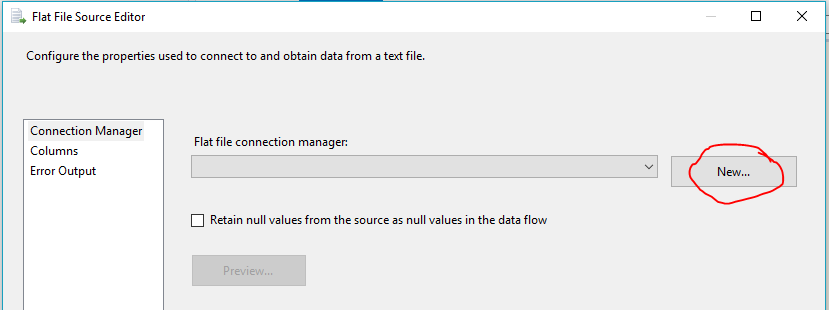 Flat File Source Editor
Configure the properties used to connect to and obtain data from a text file.
Connection Manager
Columns
Error Output
Flat file connection manager:
New...
Retain null values from the source as null values in the data flow
Preview...